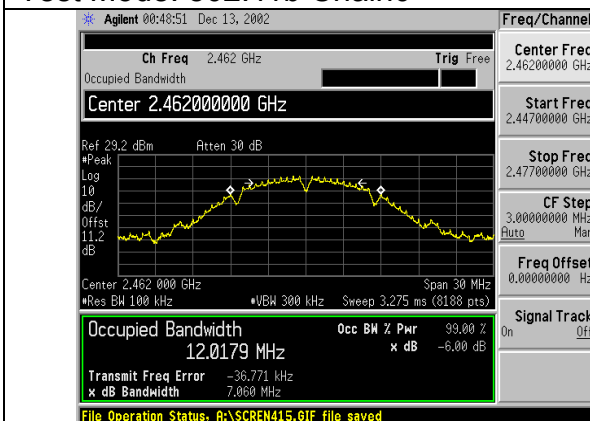 Agilent 00:48:51 Dec 13, 2002
Freq/Channel
Ch Freq 2.462 GHz Trig Free
Occupied Bandwidth
Center 2.462000000 GHz
Ref 29.2 dBm Atten 30 dB
#Peak
Log
10
dB/
Offst
11.2
dB
Center 2.462 000 GHz Span 30 MHz
#Res BW 100 kHz #VBW 300 kHz Sweep 3.275 ms (8188 pts)
Occupied Bandwidth
12.0179 MHz
Occ BW % Pwr 99.00 %
x dB -6.00 dB
Transmit Freq Error -36.771 kHz
x dB Bandwidth 7.060 MHz
File Operation Status, A:\SCREN415.GIF file saved
Center Freq
2.46200000 GHz
Start Freq
2.44700000 GHz
Stop Freq
2.47700000 GHz
CF Step
3.00000000 MHz
Auto Man
Freq Offset
0.00000000 Hz
Signal Track
On Off